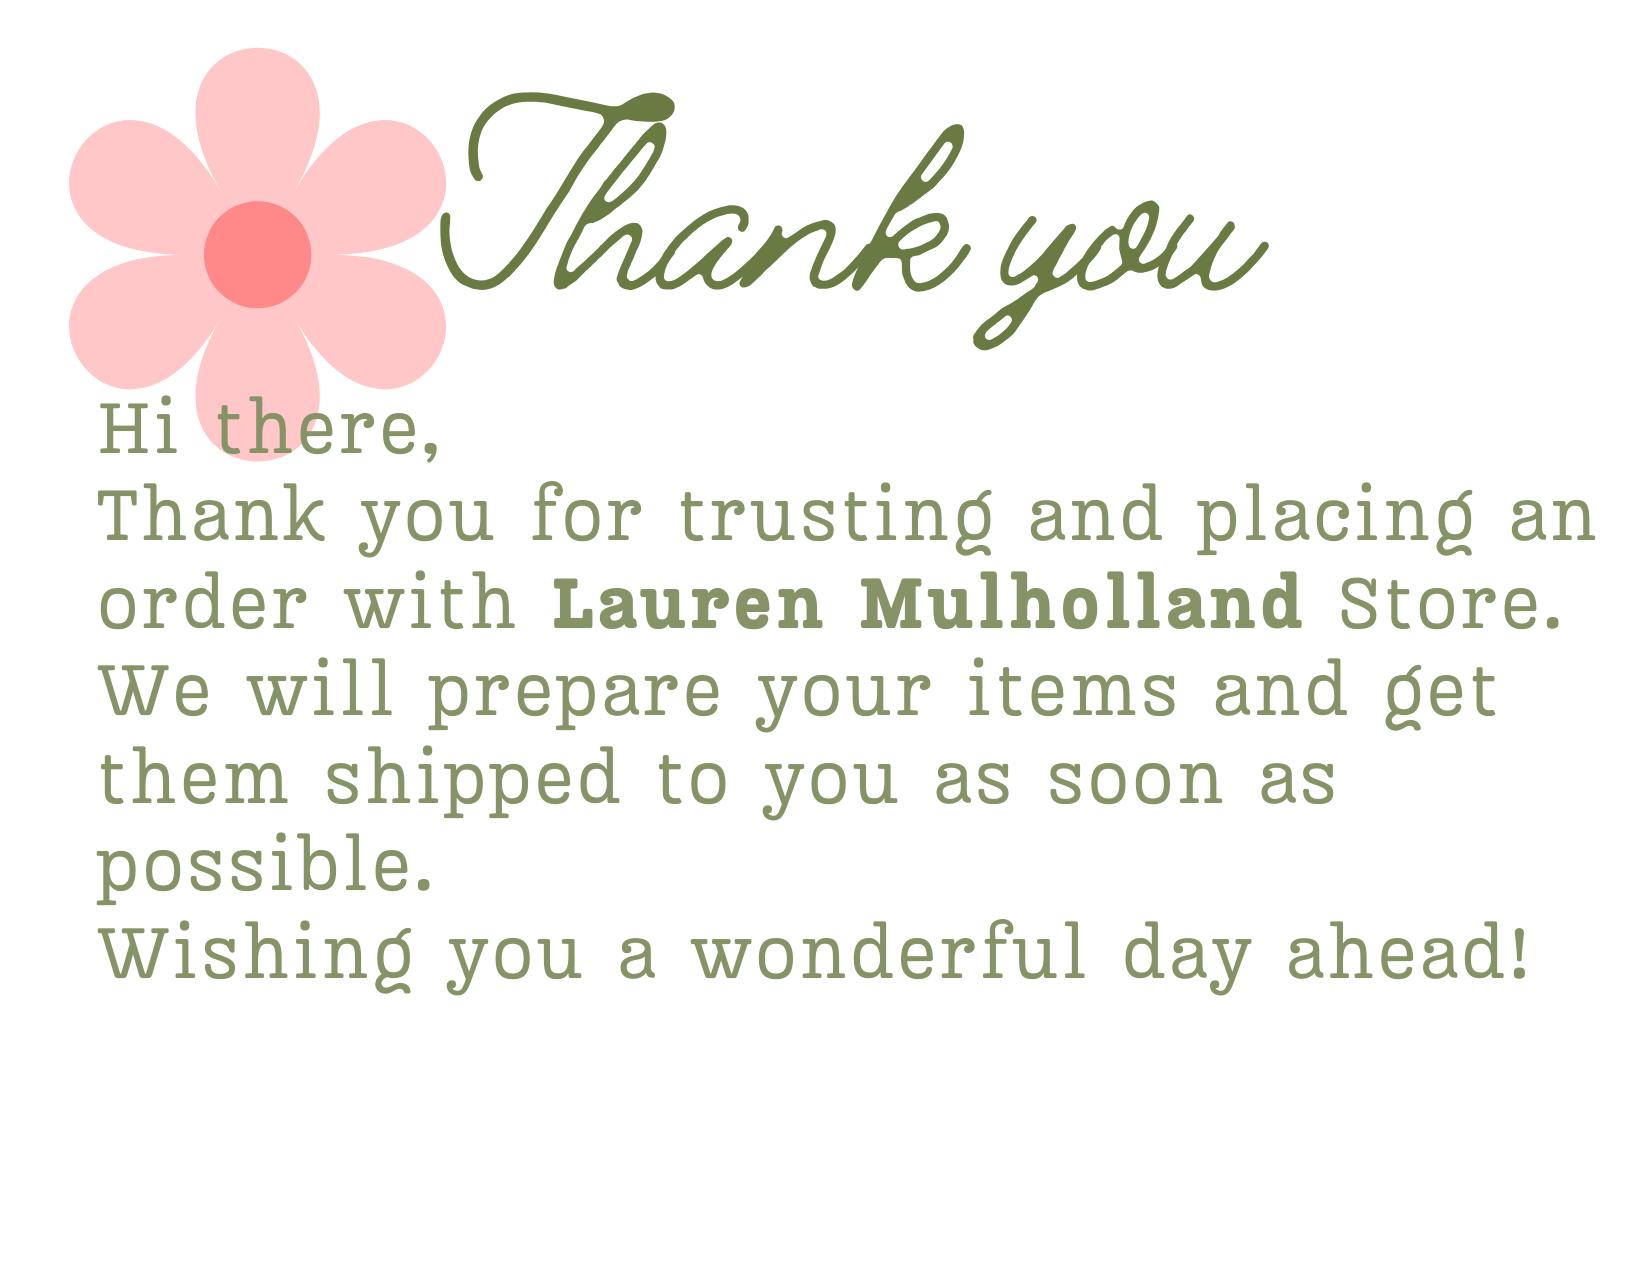 Thank you
Hi there,
Thank you for trusting and placing an
order with Lauren Mulholland Store.
We will prepare your items and get
them shipped to you as soon as
possible.
Wishing you a wonderful day ahead!